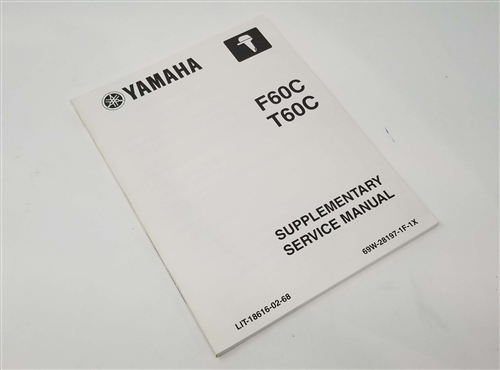 YAMAHA
F60C
T60C
SUPPLEMENTARY
SERVICE MANUAL
LIT-18616-02-68
69W-28197-1F-1X